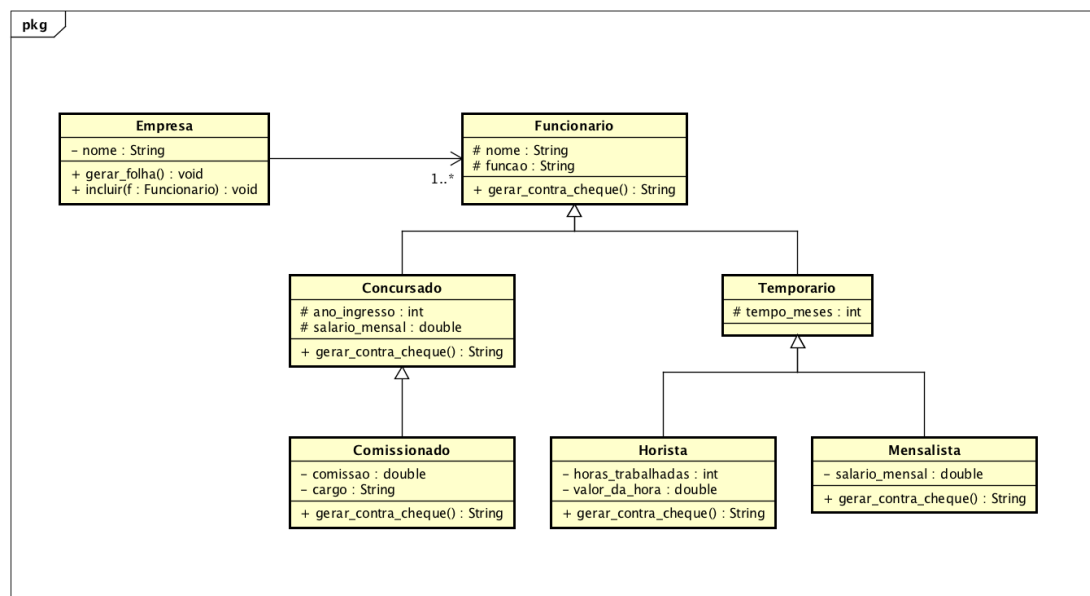 pkg
Empresa
– nome : String
+ gerar_folha() : void
+ incluir(f : Funcionario) : void
1..*
Funcionario
# nome : String
# funcao : String
+ gerar_contra_cheque() : String
Concursado
# ano_ingresso : int
# salario_mensal : double
+ gerar_contra_cheque() : String
Temporario
# tempo_meses : int
Comissionado
– comissao : double
– cargo : String
+ gerar_contra_cheque() : String
Horista
– horas_trabalhadas : int
– valor_da_hora : double
+ gerar_contra_cheque() : String
Mensalista
– salario_mensal : double
+ gerar_contra_cheque() : String